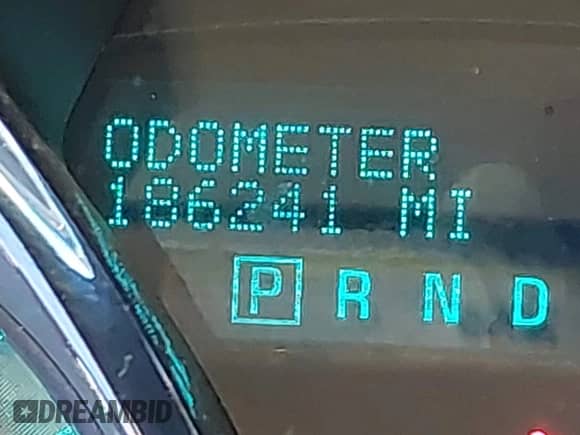 ODOMETER
186241 MI
P R N D
DREAMBID